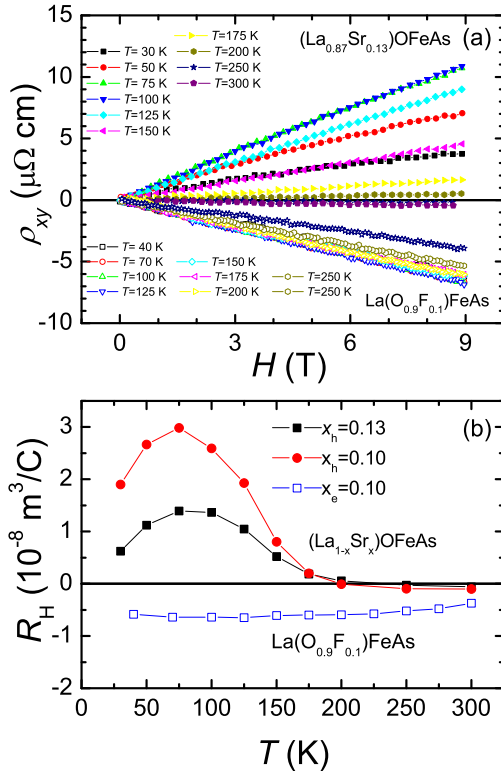 (a)
(La0.87Sr0.13)OFeAs
T= 30 K
T= 50 K
T= 75 K
T=100 K
T=125 K
T=150 K
T=175 K
T=200 K
T=250 K
T=300 K
10
5
0
-5
-10
ρxy (μΩ cm)
T= 40 K
T= 70 K
T=100 K
T=125 K
T=150 K
T=175 K
T=200 K
T=250 K
T=250 K
La(O0.9F0.1)FeAs
0 3 6 9
H (T)
(b)
xh=0.13
xh=0.10
xe=0.10
(La1-xSrx)OFeAs
3
2
1
0
-1
-2
RH (10-8 m3/C)
La(O0.9F0.1)FeAs
0 50 100 150 200 250 300
T (K)